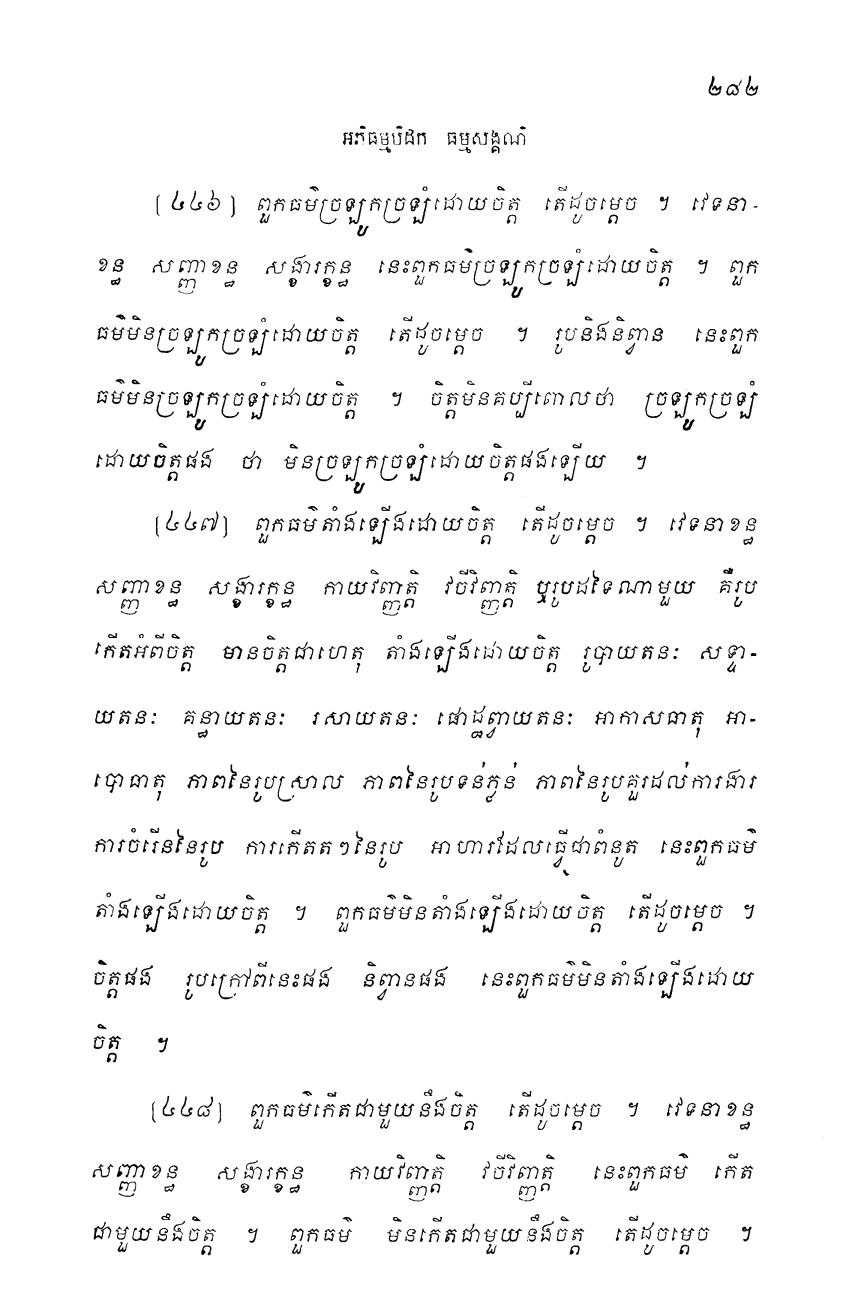 ២៨២
អភិធម្មបិដក ធម្មសង្គណិ
[៤៤៦] ពួកធម៌ច្រឡូកច្រឡំដោយចិត្ត តើដូចម្តេច ។ វេទនា-
ខន្ធ សញ្ញាខន្ធ សង្ខារក្ខន្ធ នេះពួកធម៌ច្រឡូកច្រឡំដោយចិត្ត ។ ពួក
ធម៌មិនច្រឡូកច្រឡំដោយចិត្ត តើដូចម្តេច ។ រូបនិងនិព្វាន នេះពួក
ធម៌មិនច្រឡូកច្រឡំដោយចិត្ត ។ ចិត្តមិនគប្បីពោលថា ច្រឡូកច្រឡំ
ដោយចិត្តផង ថា មិនច្រឡូកច្រឡំដោយចិត្តផងឡើយ ។
[៤៤៧] ពួកធម៌តាំងឡើងដោយចិត្ត តើដូចម្តេច ។ វេទនាខន្ធ
សញ្ញាខន្ធ សង្ខារក្ខន្ធ កាយវិញ្ញត្តិ វចីវិញ្ញត្តិ ឬរូបដទៃណាមួយ គឺរូប
កើតអំពីចិត្ត មានចិត្តជាហេតុ តាំងឡើងដោយចិត្ត រូបាយតនៈ សទ្ទា-
យតនៈ គន្ធាយតនៈ រសាយតនៈ ផោដ្ឋព្វាយតនៈ អាកាសធាតុ អា-
បោធាតុ ភាពនៃរូបស្រាល ភាពនៃរូបទន់ភ្លន់ ភាពនៃរូបគួរដល់ការងារ
ការចំរើននៃរូប ការកើតតៗនៃរូប អាហារដែលធ្វើជាពំនូត នេះពួកធម៌
តាំងឡើងដោយចិត្ត ។ ពួកធម៌មិនតាំងឡើងដោយចិត្ត តើដូចម្តេច ។
ចិត្តផង រូបក្រៅពីនេះផង និព្វានផង នេះពួកធម៌មិនតាំងឡើងដោយ
ចិត្ត ។
[៤៤៨] ពួកធម៌កើតជាមួយនឹងចិត្ត តើដូចម្តេច ។ វេទនាខន្ធ
សញ្ញាខន្ធ សង្ខារក្ខន្ធ កាយវិញ្ញត្តិ វចីវិញ្ញត្តិ នេះពួកធម៌ កើត
ជាមួយនឹងចិត្ត ។ ពួកធម៌ មិនកើតជាមួយនឹងចិត្ត តើដូចម្តេច ។